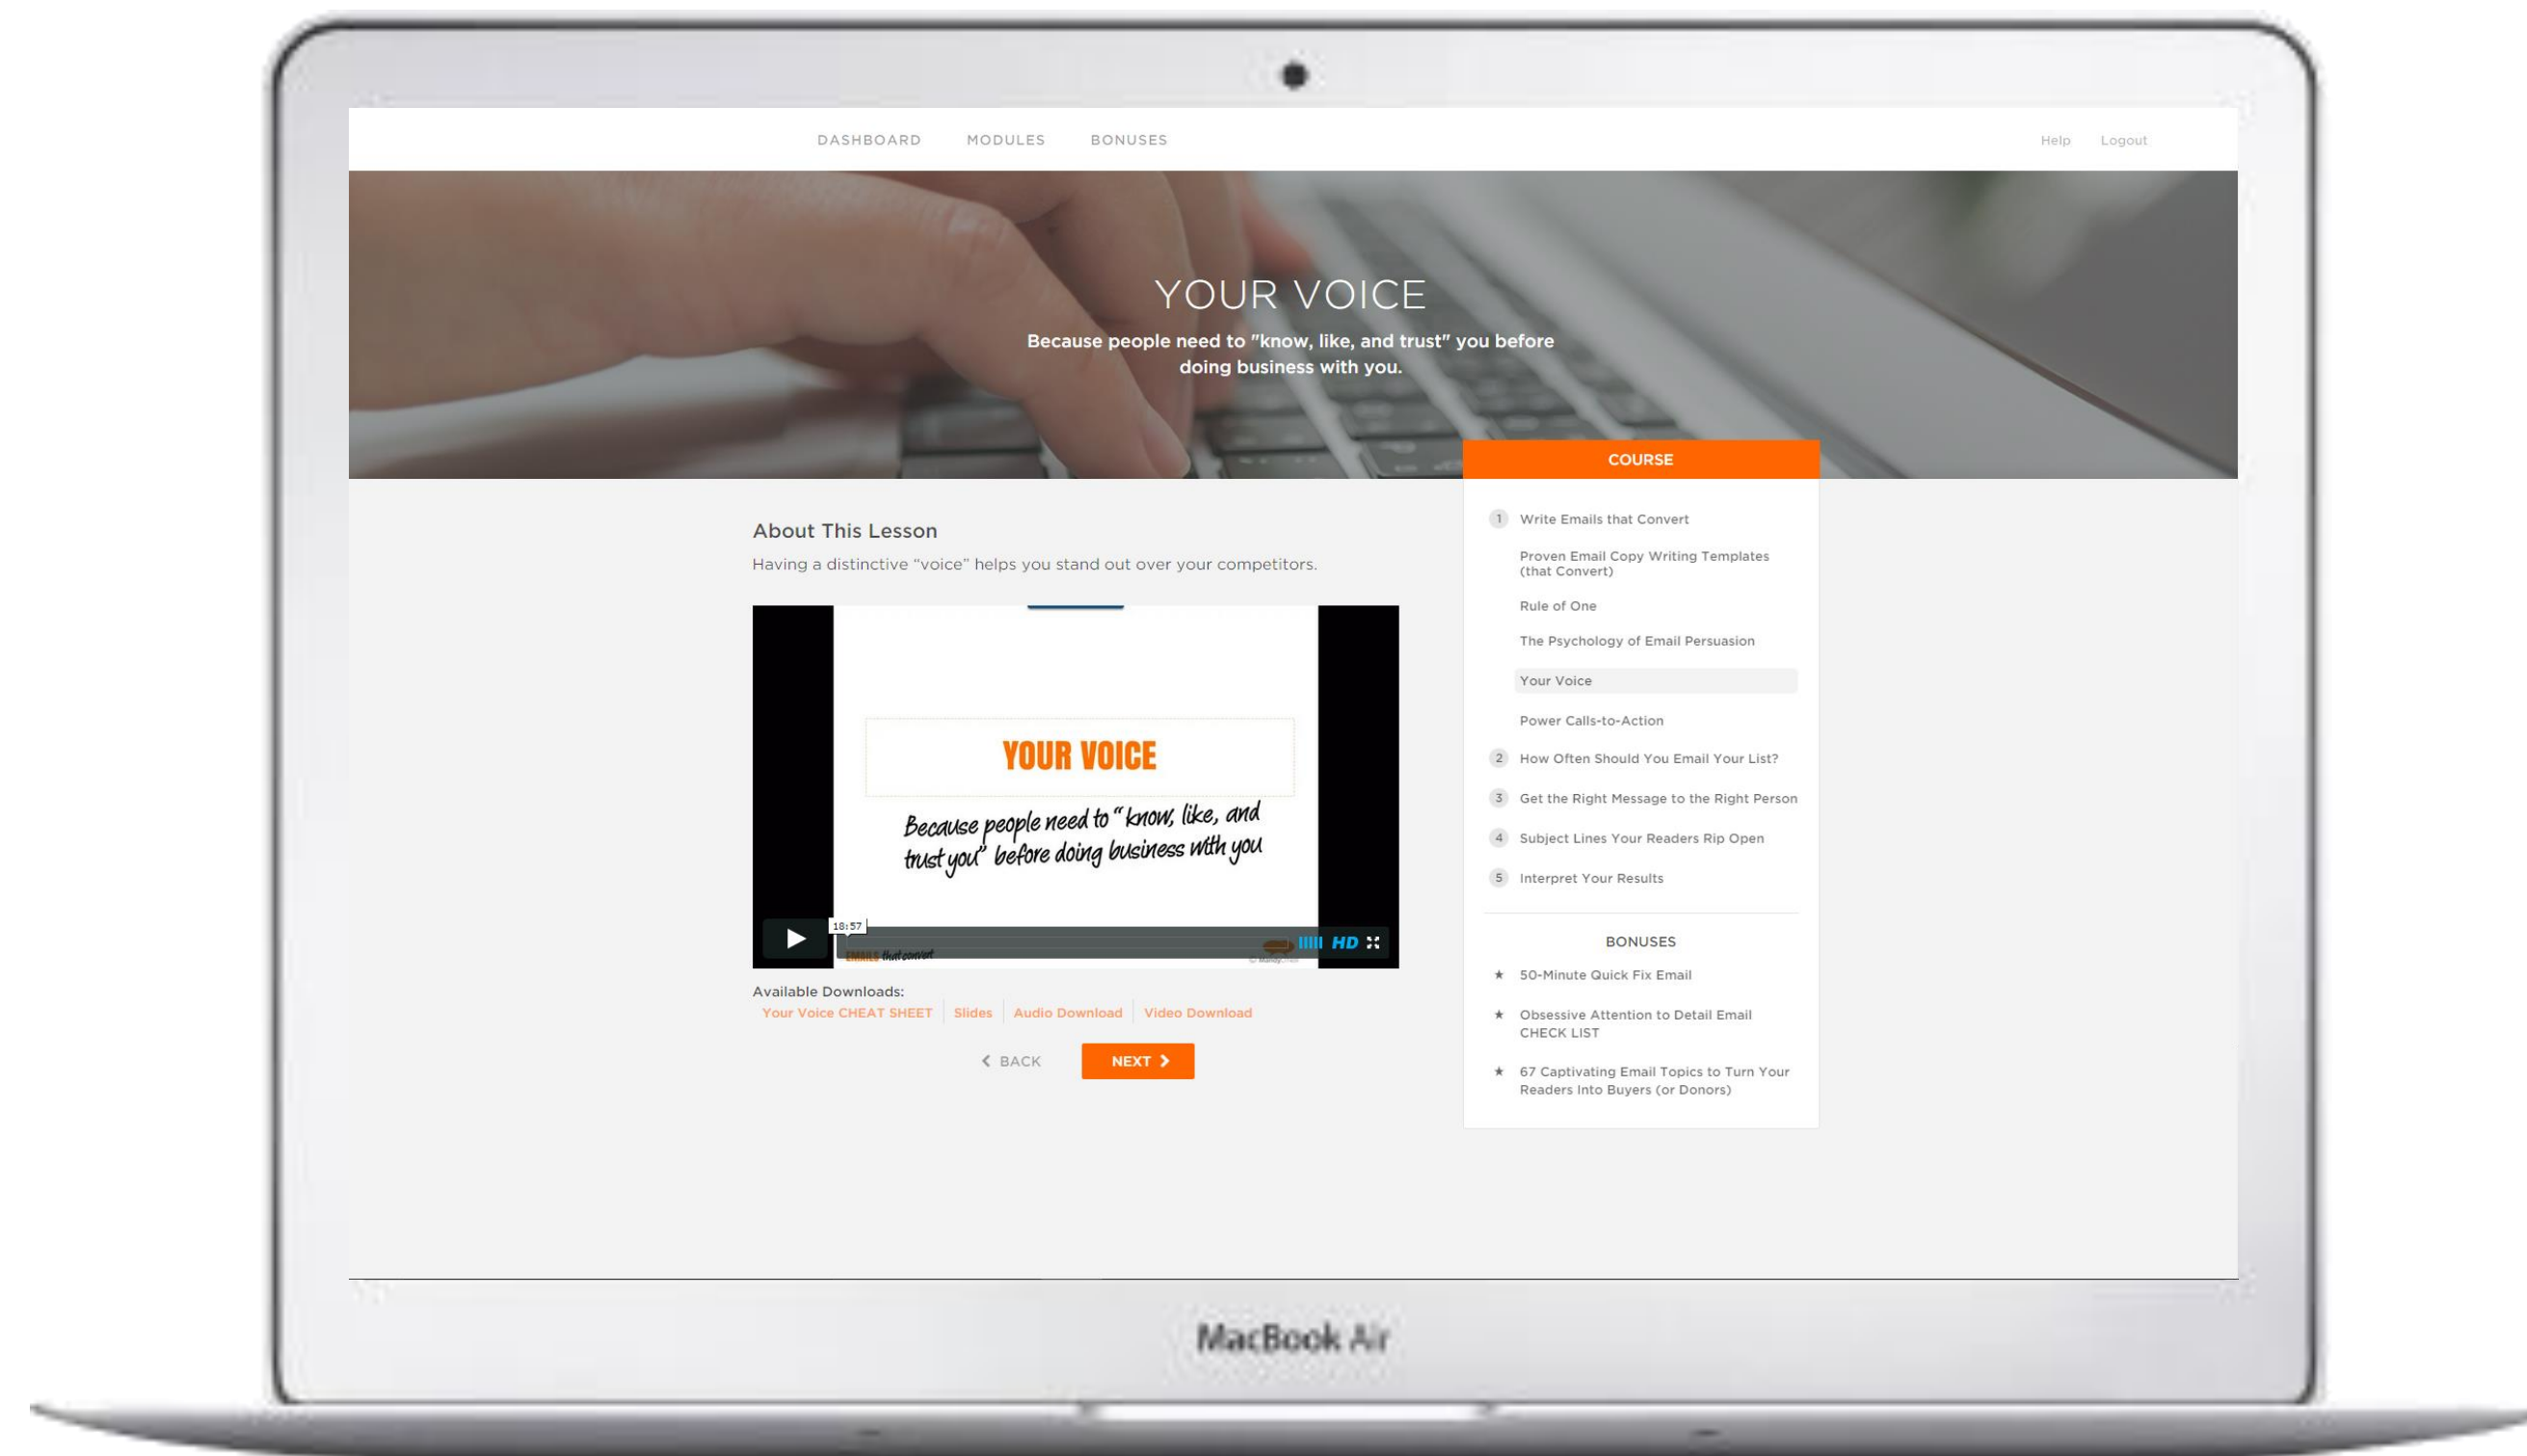 DASHBOARD MODULES BONUSES Help Logout
YOUR VOICE
Because people need to "know, like, and trust" you before
doing business with you.
About This Lesson
Having a distinctive “voice” helps you stand out over your competitors.
YOUR VOICE
Because people need to “know, like, and
trust you” before doing business with you
18:57
HD
EMAILS that convert
Available Downloads:
Your Voice CHEAT SHEET Slides Audio Download Video Download
BACK NEXT
COURSE
1 Write Emails that Convert
Proven Email Copy Writing Templates
(that Convert)
Rule of One
The Psychology of Email Persuasion
Your Voice
Power Calls-to-Action
2 How Often Should You Email Your List?
3 Get the Right Message to the Right Person
4 Subject Lines Your Readers Rip Open
5 Interpret Your Results
BONUSES
50-Minute Quick Fix Email
Obsessive Attention to Detail Email
CHECK LIST
67 Captivating Email Topics to Turn Your
Readers Into Buyers (or Donors)
MacBook Air